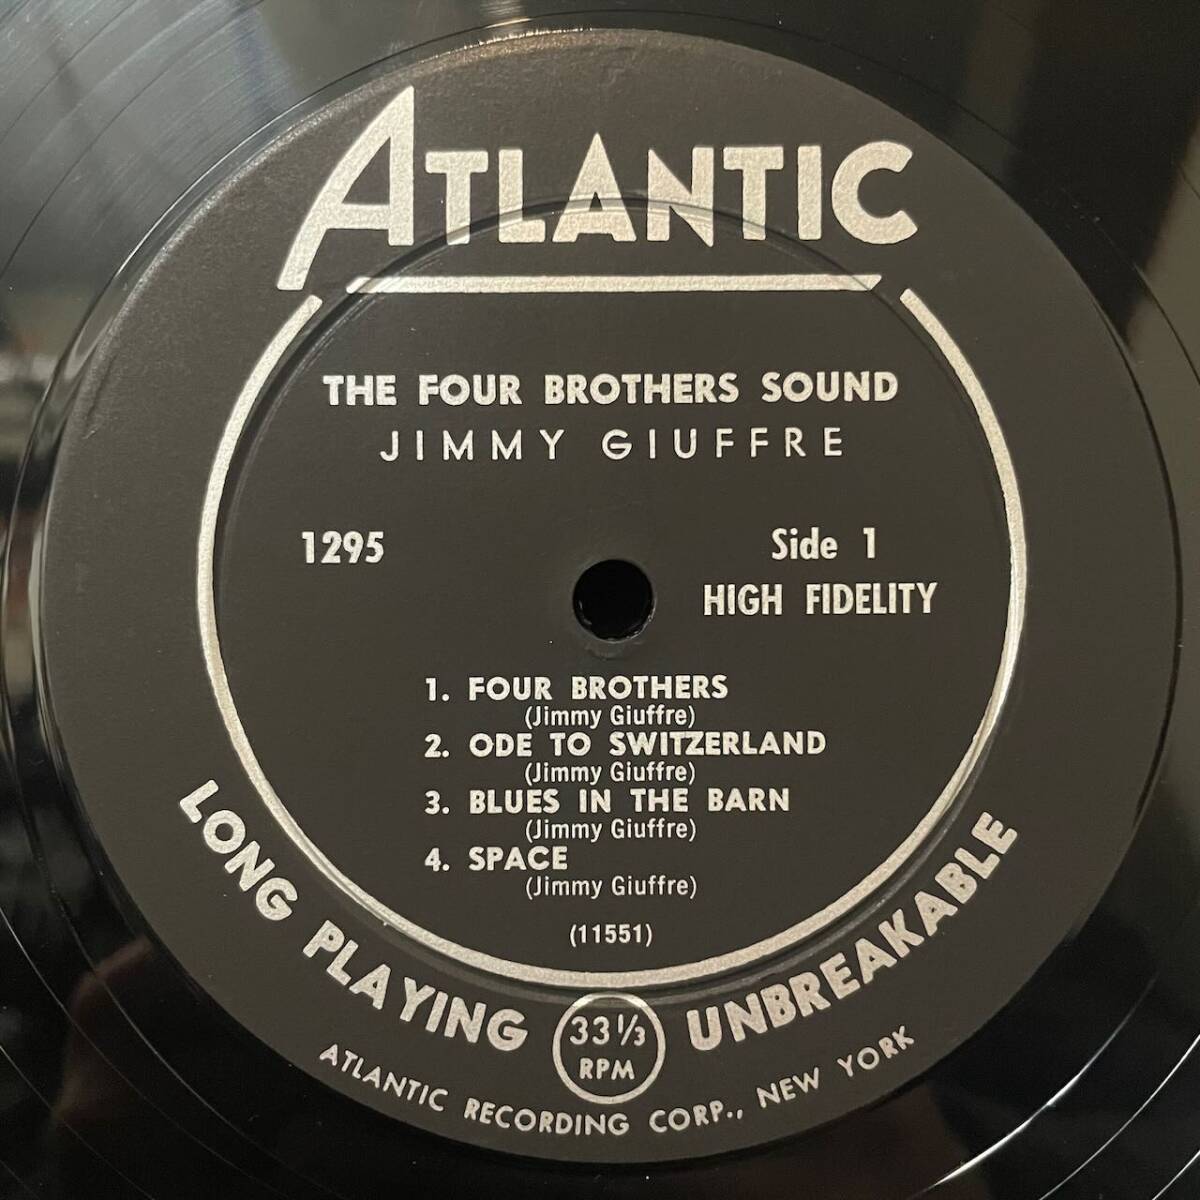 ATLANTIC
THE FOUR BROTHERS SOUND
JIMMY GIUFFRE
1295
Side 1
HIGH FIDELITY
1. FOUR BROTHERS
(Jimmy Giuffre)
2. ODE TO SWITZERLAND
(Jimmy Giuffre)
3. BLUES IN THE BARN
(Jimmy Giuffre)
4. SPACE
(Jimmy Giuffre)
(11551)
LONG PLAYING
33 1/3
RPM
UNBREAKABLE
ATLANTIC RECORDING CORP., NEW YORK